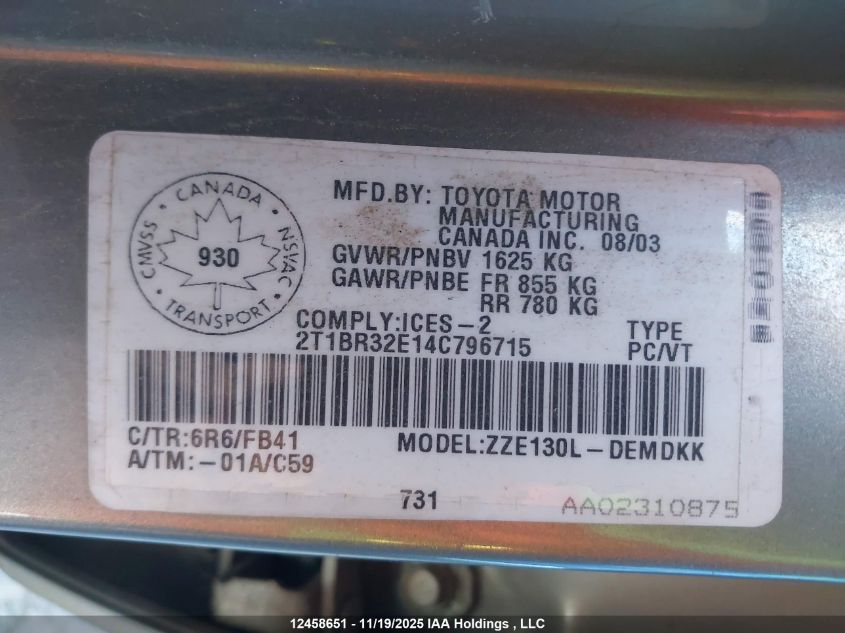 CANADA
CMVSS
NSVAC
930
TRANSPORT
MFD.BY: TOYOTA MOTOR
MANUFACTURING
CANADA INC. 08/03
GVWR/PNBV 1625 KG
GAWR/PNBE FR 855 KG
RR 780 KG
COMPLY:ICES-2
TYPE
2T1BR32E14C796715
PC/VT
C/TR:6R6/FB41
MODEL:ZZE130L-DEMDKK
A/TM:-01A/C59
731
AA02310875
12458651 - 11/19/2025 IAA Holdings , LLC